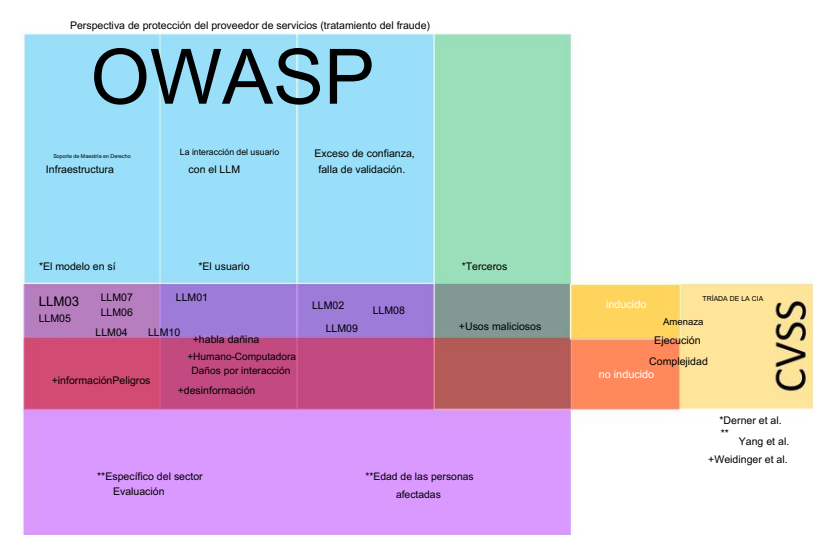 Perspectiva de protección del proveedor de servicios (tratamiento del fraude)
OWASP
Soporte de Maestría en Derecho
Infraestructura
La interacción del usuario
con el LLM
Exceso de confianza,
falla de validación.
*El modelo en sí
*El usuario
*Terceros
LLM03
LLM07
LLM05
LLM06
LLM04
LLM10
LLM01
LLM02
LLM08
LLM09
+habla dañina
+Humano-Computadora
Daños por interacción
+desinformación
+informaciónPeligros
+Usos maliciosos
inducido
no inducido
TRÍADA DE LA CIA
Amenaza
Ejecución
Complejidad
CVSS
*Derner et al.
**
Yang et al.
+Weidinger et al.
**Específico del sector
Evaluación
**Edad de las personas
afectadas